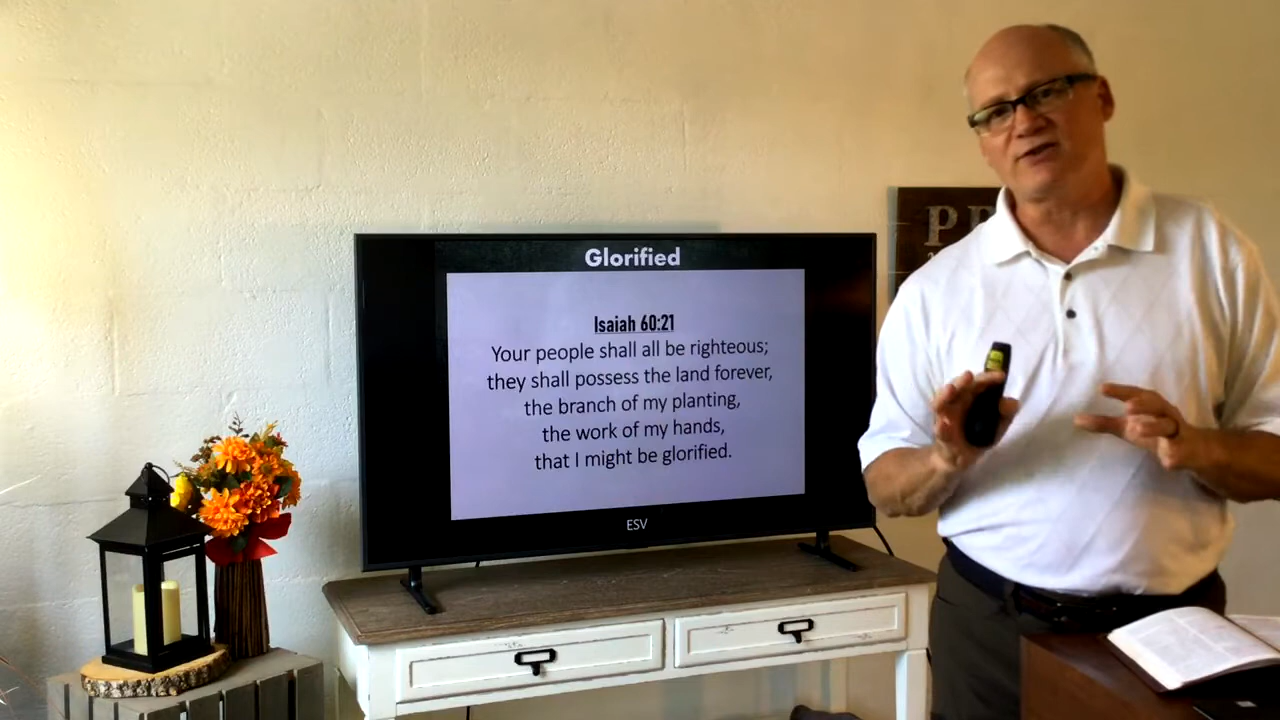 Glorified
Isaiah 60:21
Your people shall all be righteous;
they shall possess the land forever,
the branch of my planting,
the work of my hands,
that I might be glorified.
ESV